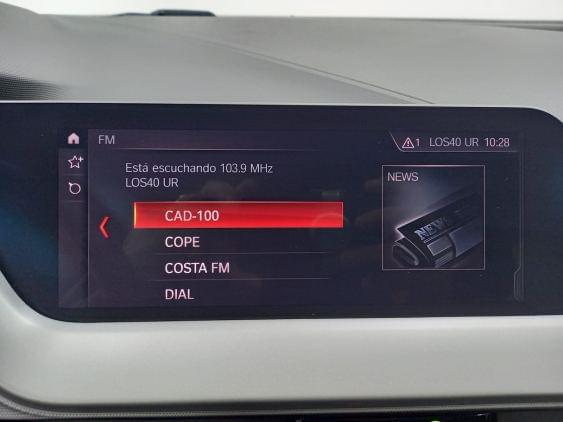 FM
1 LOS40 UR 10:28
Está escuchando 103.9 MHz
LOS40 UR
NEWS
CAD-100
COPE
COSTA FM
DIAL
NEWS